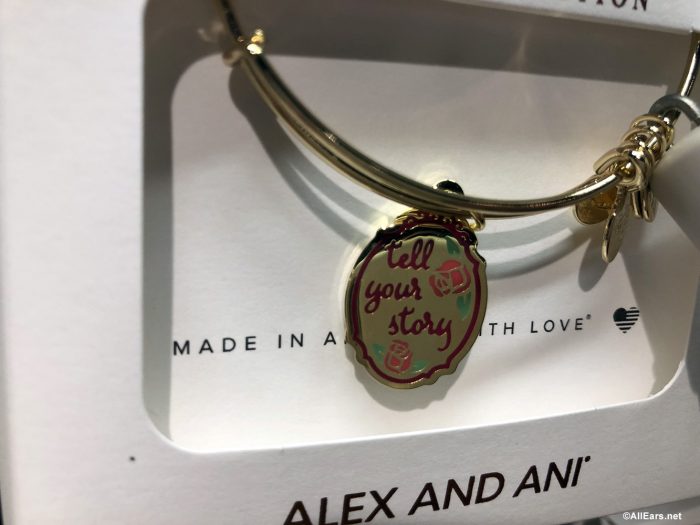 tell
your
story
MADE IN A ITH LOVE®
ALEX AND ANI
©AllEars.net